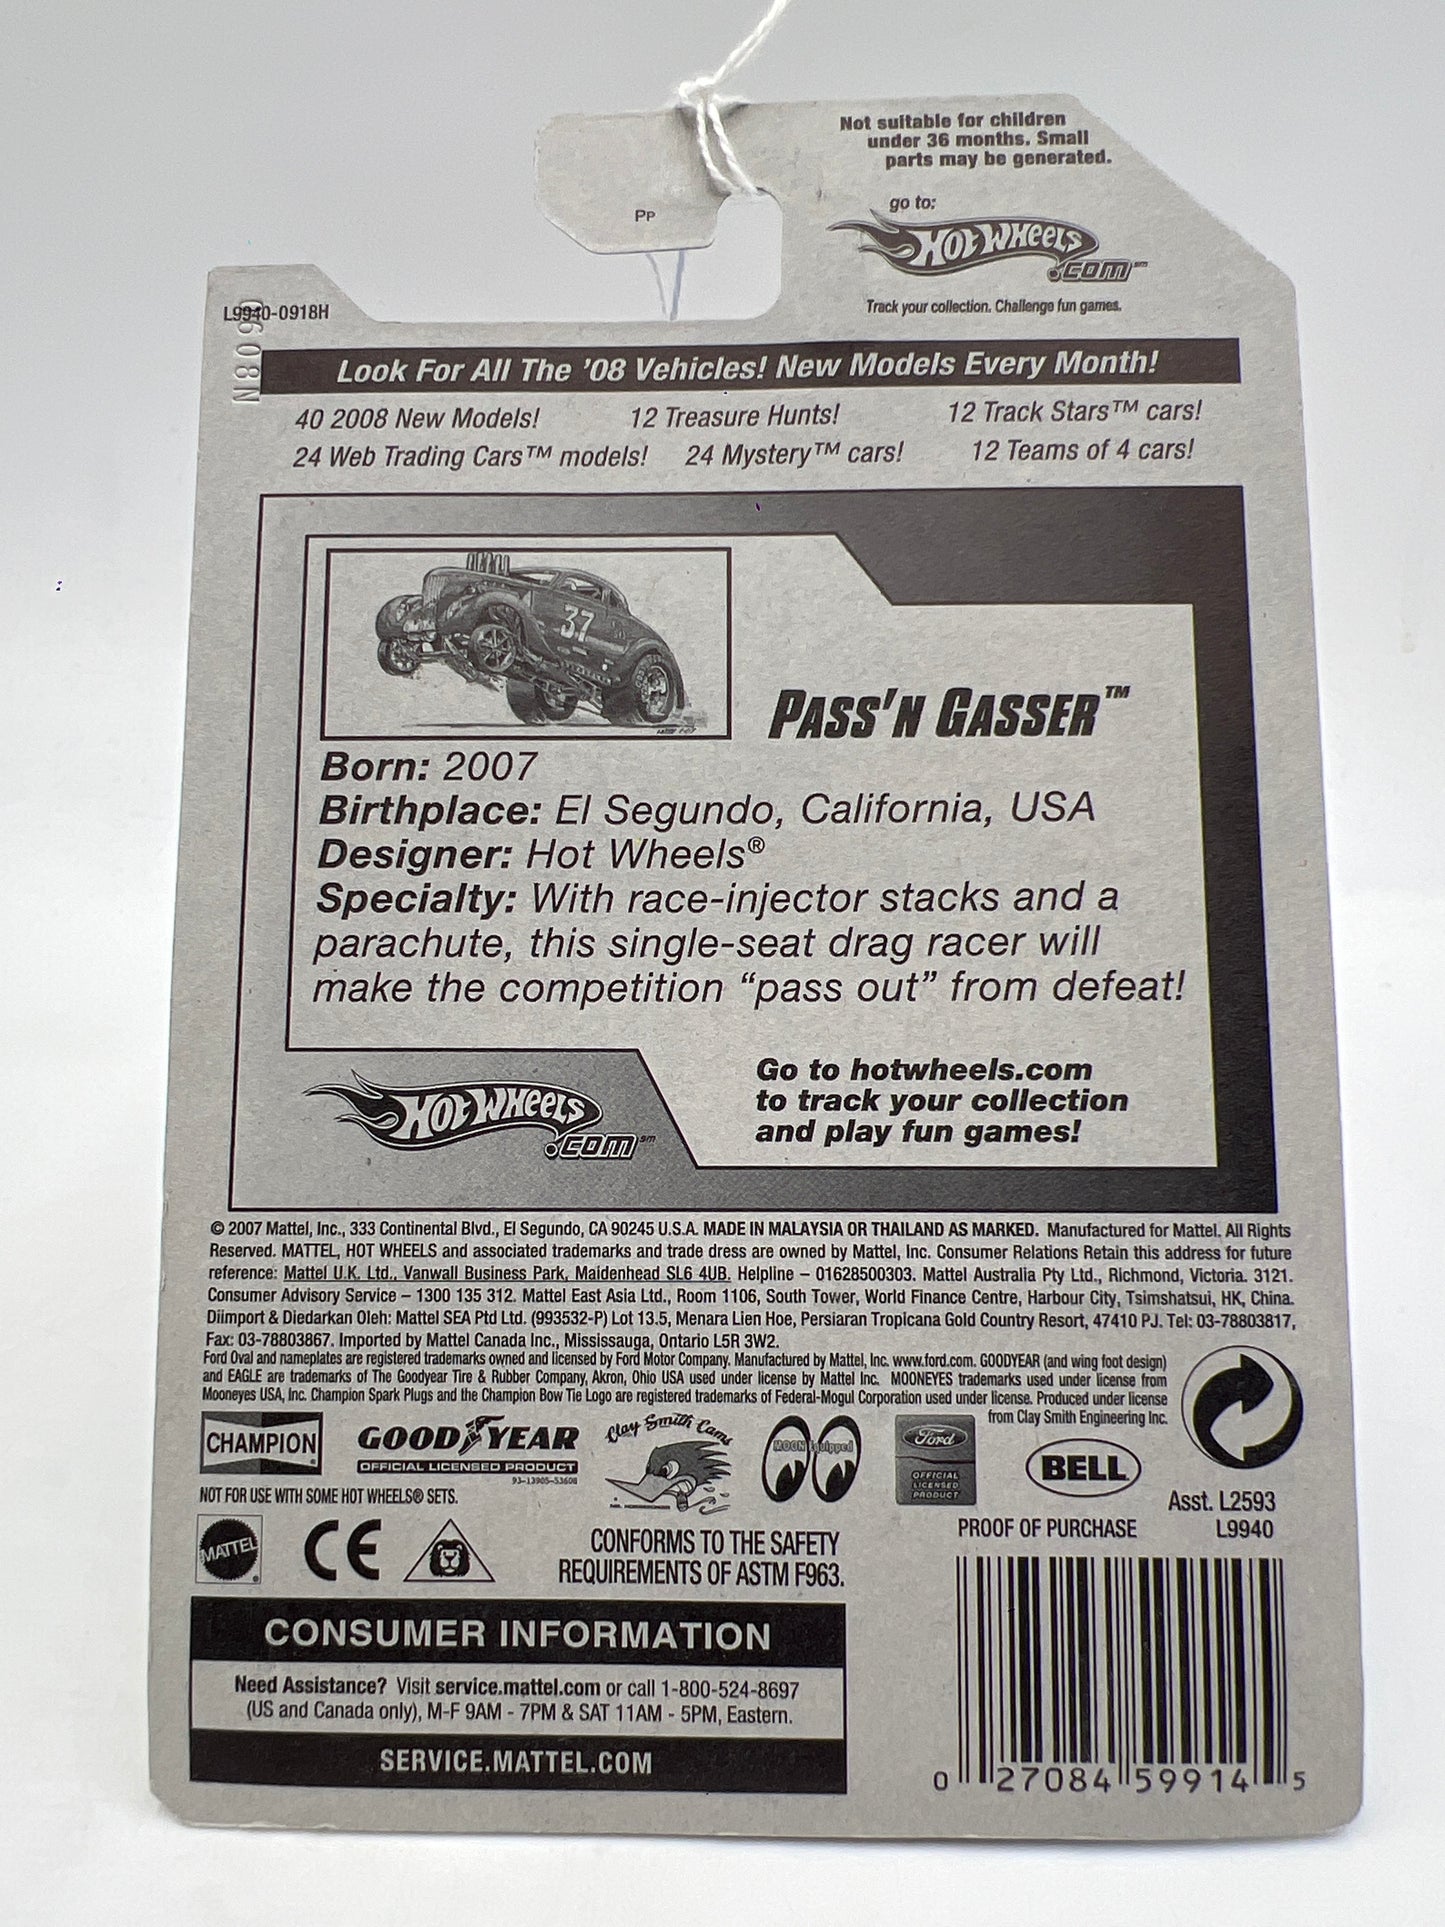 Not suitable for children
under 36 months. Small
parts may be generated.
PP
go to:
HOT WHEELS
.COM℠
Track your collection. Challenge fun games.
L9940-0918H
Look For All The '08 Vehicles! New Models Every Month!
40 2008 New Models! 12 Treasure Hunts! 12 Track Stars™ cars!
24 Web Trading Cars™ models! 24 Mystery™ cars! 12 Teams of 4 cars!
37
PASS'N GASSER™
Born: 2007
Birthplace: El Segundo, California, USA
Designer: Hot Wheels®
Specialty: With race-injector stacks and a
parachute, this single-seat drag racer will
make the competition “pass out” from defeat!
HOT WHEELS
.COM℠
Go to hotwheels.com
to track your collection
and play fun games!
© 2007 Mattel, Inc., 333 Continental Blvd., El Segundo, CA 90245 U.S.A. MADE IN MALAYSIA OR THAILAND AS MARKED. Manufactured for Mattel. All Rights
Reserved. MATTEL, HOT WHEELS and associated trademarks and trade dress are owned by Mattel, Inc. Consumer Relations Retain this address for future
reference: Mattel U.K. Ltd., Vanwall Business Park, Maidenhead SL6 4UB. Helpline – 01628500303. Mattel Australia Pty Ltd., Richmond, Victoria. 3121.
Consumer Advisory Service – 1300 135 312. Mattel East Asia Ltd., Room 1106, South Tower, World Finance Centre, Harbour City, Tsimshatsui, HK, China.
Diimport & Diedarkan Oleh: Mattel SEA Ptd Ltd. (993532-P) Lot 13.5, Menara Lien Hoe, Persiaran Tropicana Gold Country Resort, 47410 PJ. Tel: 03-78803817,
Fax: 03-78803867. Imported by Mattel Canada Inc., Mississauga, Ontario L5R 3W2.
Ford Oval and nameplates are registered trademarks owned and licensed by Ford Motor Company. Manufactured by Mattel, Inc. www.ford.com. GOODYEAR (and wing foot design)
and EAGLE are trademarks of The Goodyear Tire & Rubber Company, Akron, Ohio USA used under license by Mattel Inc. MOONEYES trademarks used under license from
Mooneyes USA, Inc. Champion Spark Plugs and the Champion Bow Tie Logo are registered trademarks of Federal-Mogul Corporation used under license. Produced under license
from Clay Smith Engineering Inc.
CHAMPION
GOODYEAR
OFFICIAL LICENSED PRODUCT
93-13905-53608
Clay Smith Cams
MOON Equipped
Ford
OFFICIAL
LICENSED
PRODUCT
BELL
NOT FOR USE WITH SOME HOT WHEELS® SETS.
Asst. L2593
L9940
PROOF OF PURCHASE
MATTEL
CE
CONFORMS TO THE SAFETY
REQUIREMENTS OF ASTM F963.
CONSUMER INFORMATION
Need Assistance? Visit service.mattel.com or call 1-800-524-8697
(US and Canada only), M-F 9AM - 7PM & SAT 11AM - 5PM, Eastern.
SERVICE.MATTEL.COM
0 27084 59914 5